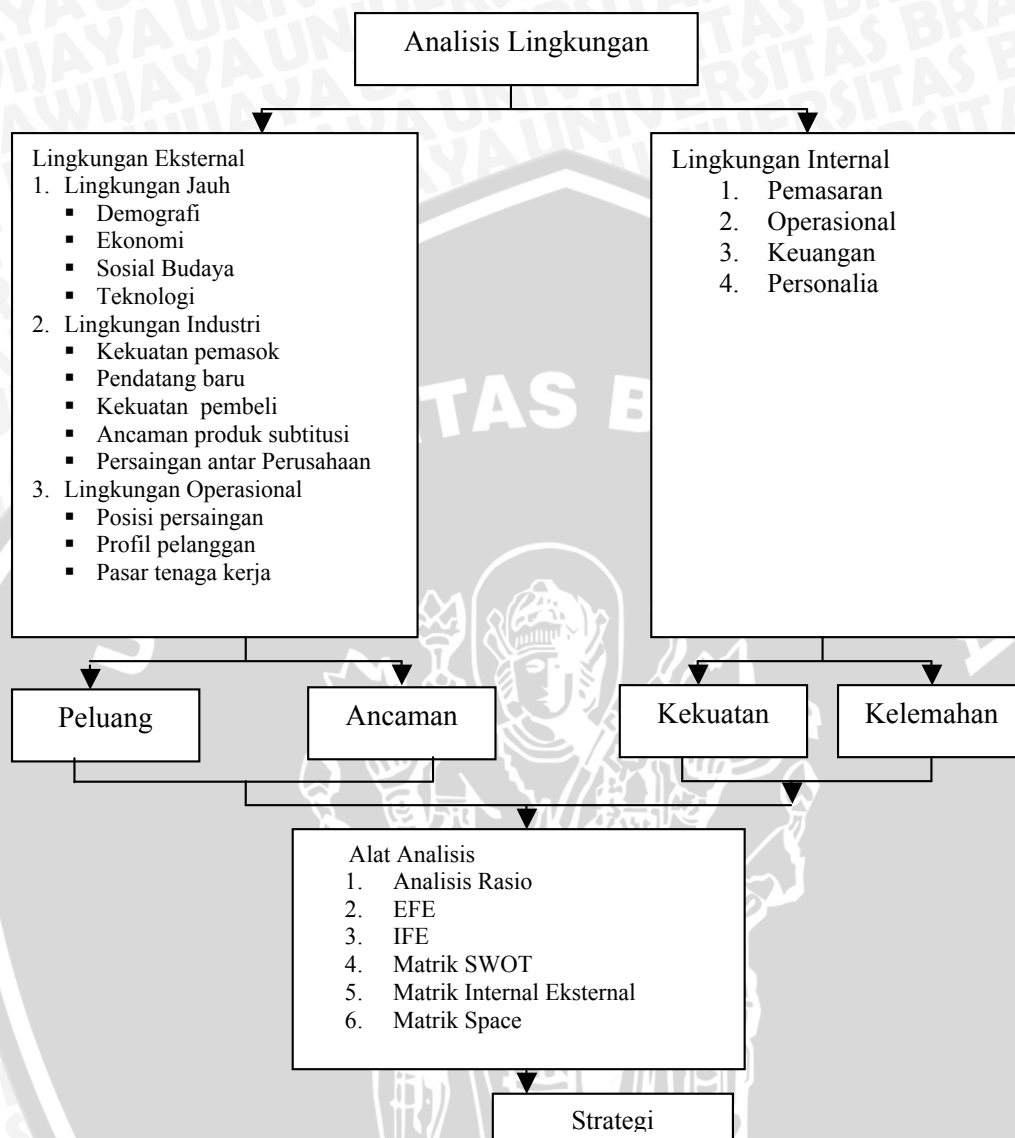 Analisis Lingkungan
Lingkungan Eksternal
1. Lingkungan Jauh
▪ Demografi
▪ Ekonomi
▪ Sosial Budaya
▪ Teknologi
2. Lingkungan Industri
▪ Kekuatan pemasok
▪ Pendatang baru
▪ Kekuatan pembeli
▪ Ancaman produk subtitusi
▪ Persaingan antar Perusahaan
3. Lingkungan Operasional
▪ Posisi persaingan
▪ Profil pelanggan
▪ Pasar tenaga kerja
Lingkungan Internal
1. Pemasaran
2. Operasional
3. Keuangan
4. Personalia
Peluang
Ancaman
Kekuatan
Kelemahan
Alat Analisis
1. Analisis Rasio
2. EFE
3. IFE
4. Matrik SWOT
5. Matrik Internal Eksternal
6. Matrik Space
Strategi